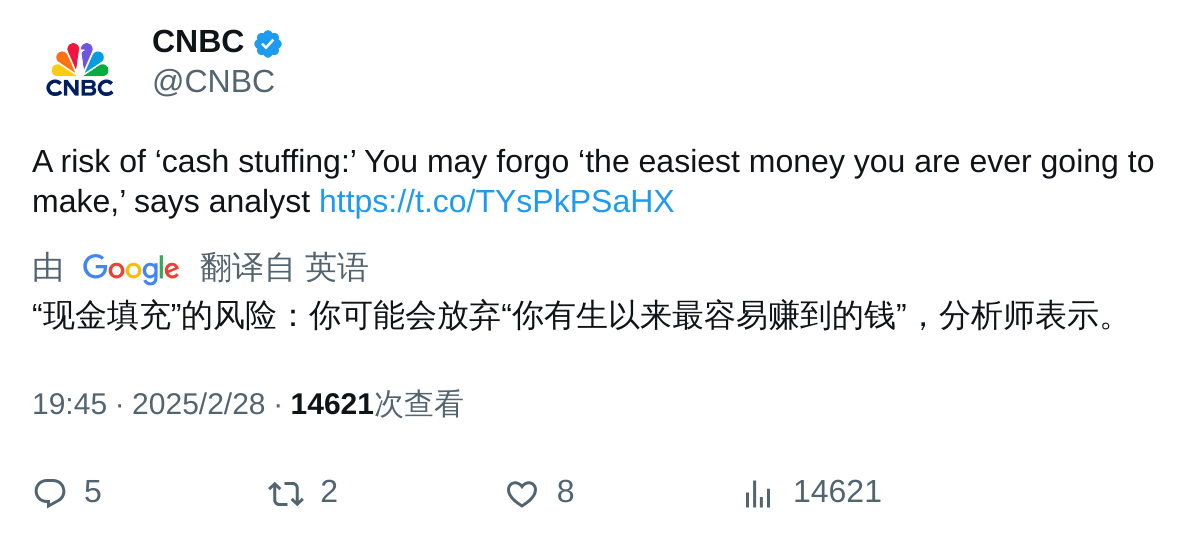 CNBC
CNBC
@CNBC
A risk of ‘cash stuffing:’ You may forgo ‘the easiest money you are ever going to
make,’ says analyst https://t.co/TYsPkPSaHX
由 Google 翻译自 英语
“现金填充”的风险：你可能会放弃“你有生以来最容易赚到的钱”，分析师表示。
19:45 · 2025/2/28 · 14621次查看
5 2 8 14621